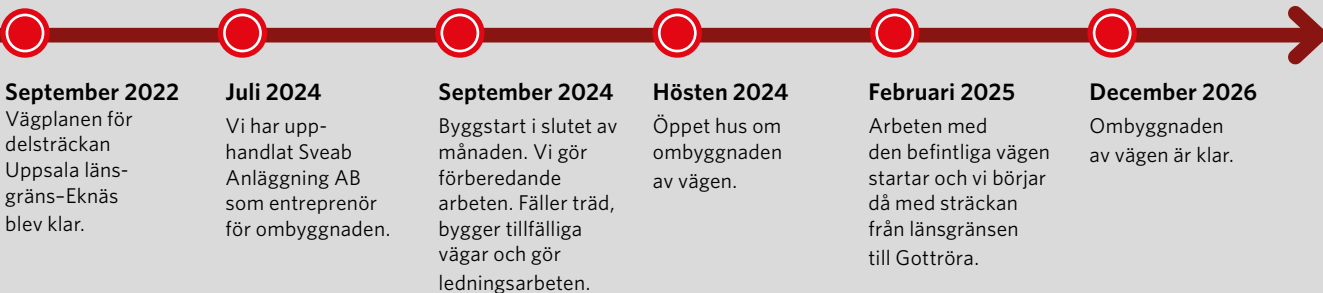 September 2022
Vägplanen för
delsträckan
Uppsala läns-
gräns–Eknäs
blev klar.
Juli 2024
Vi har upp-
handlat Sveab
Anläggning AB
som entreprenör
för ombyggnaden.
September 2024
Byggstart i slutet av
månaden. Vi gör
förberedande
arbeten. Fäller träd,
bygger tillfälliga
vägar och gör
ledningsarbeten.
Hösten 2024
Öppet hus om
ombyggnaden
av vägen.
Februari 2025
Arbeten med
den befintliga vägen
startar och vi börjar
då med sträckan
från länsgränsen
till Gottröra.
December 2026
Ombyggnaden
av vägen är klar.